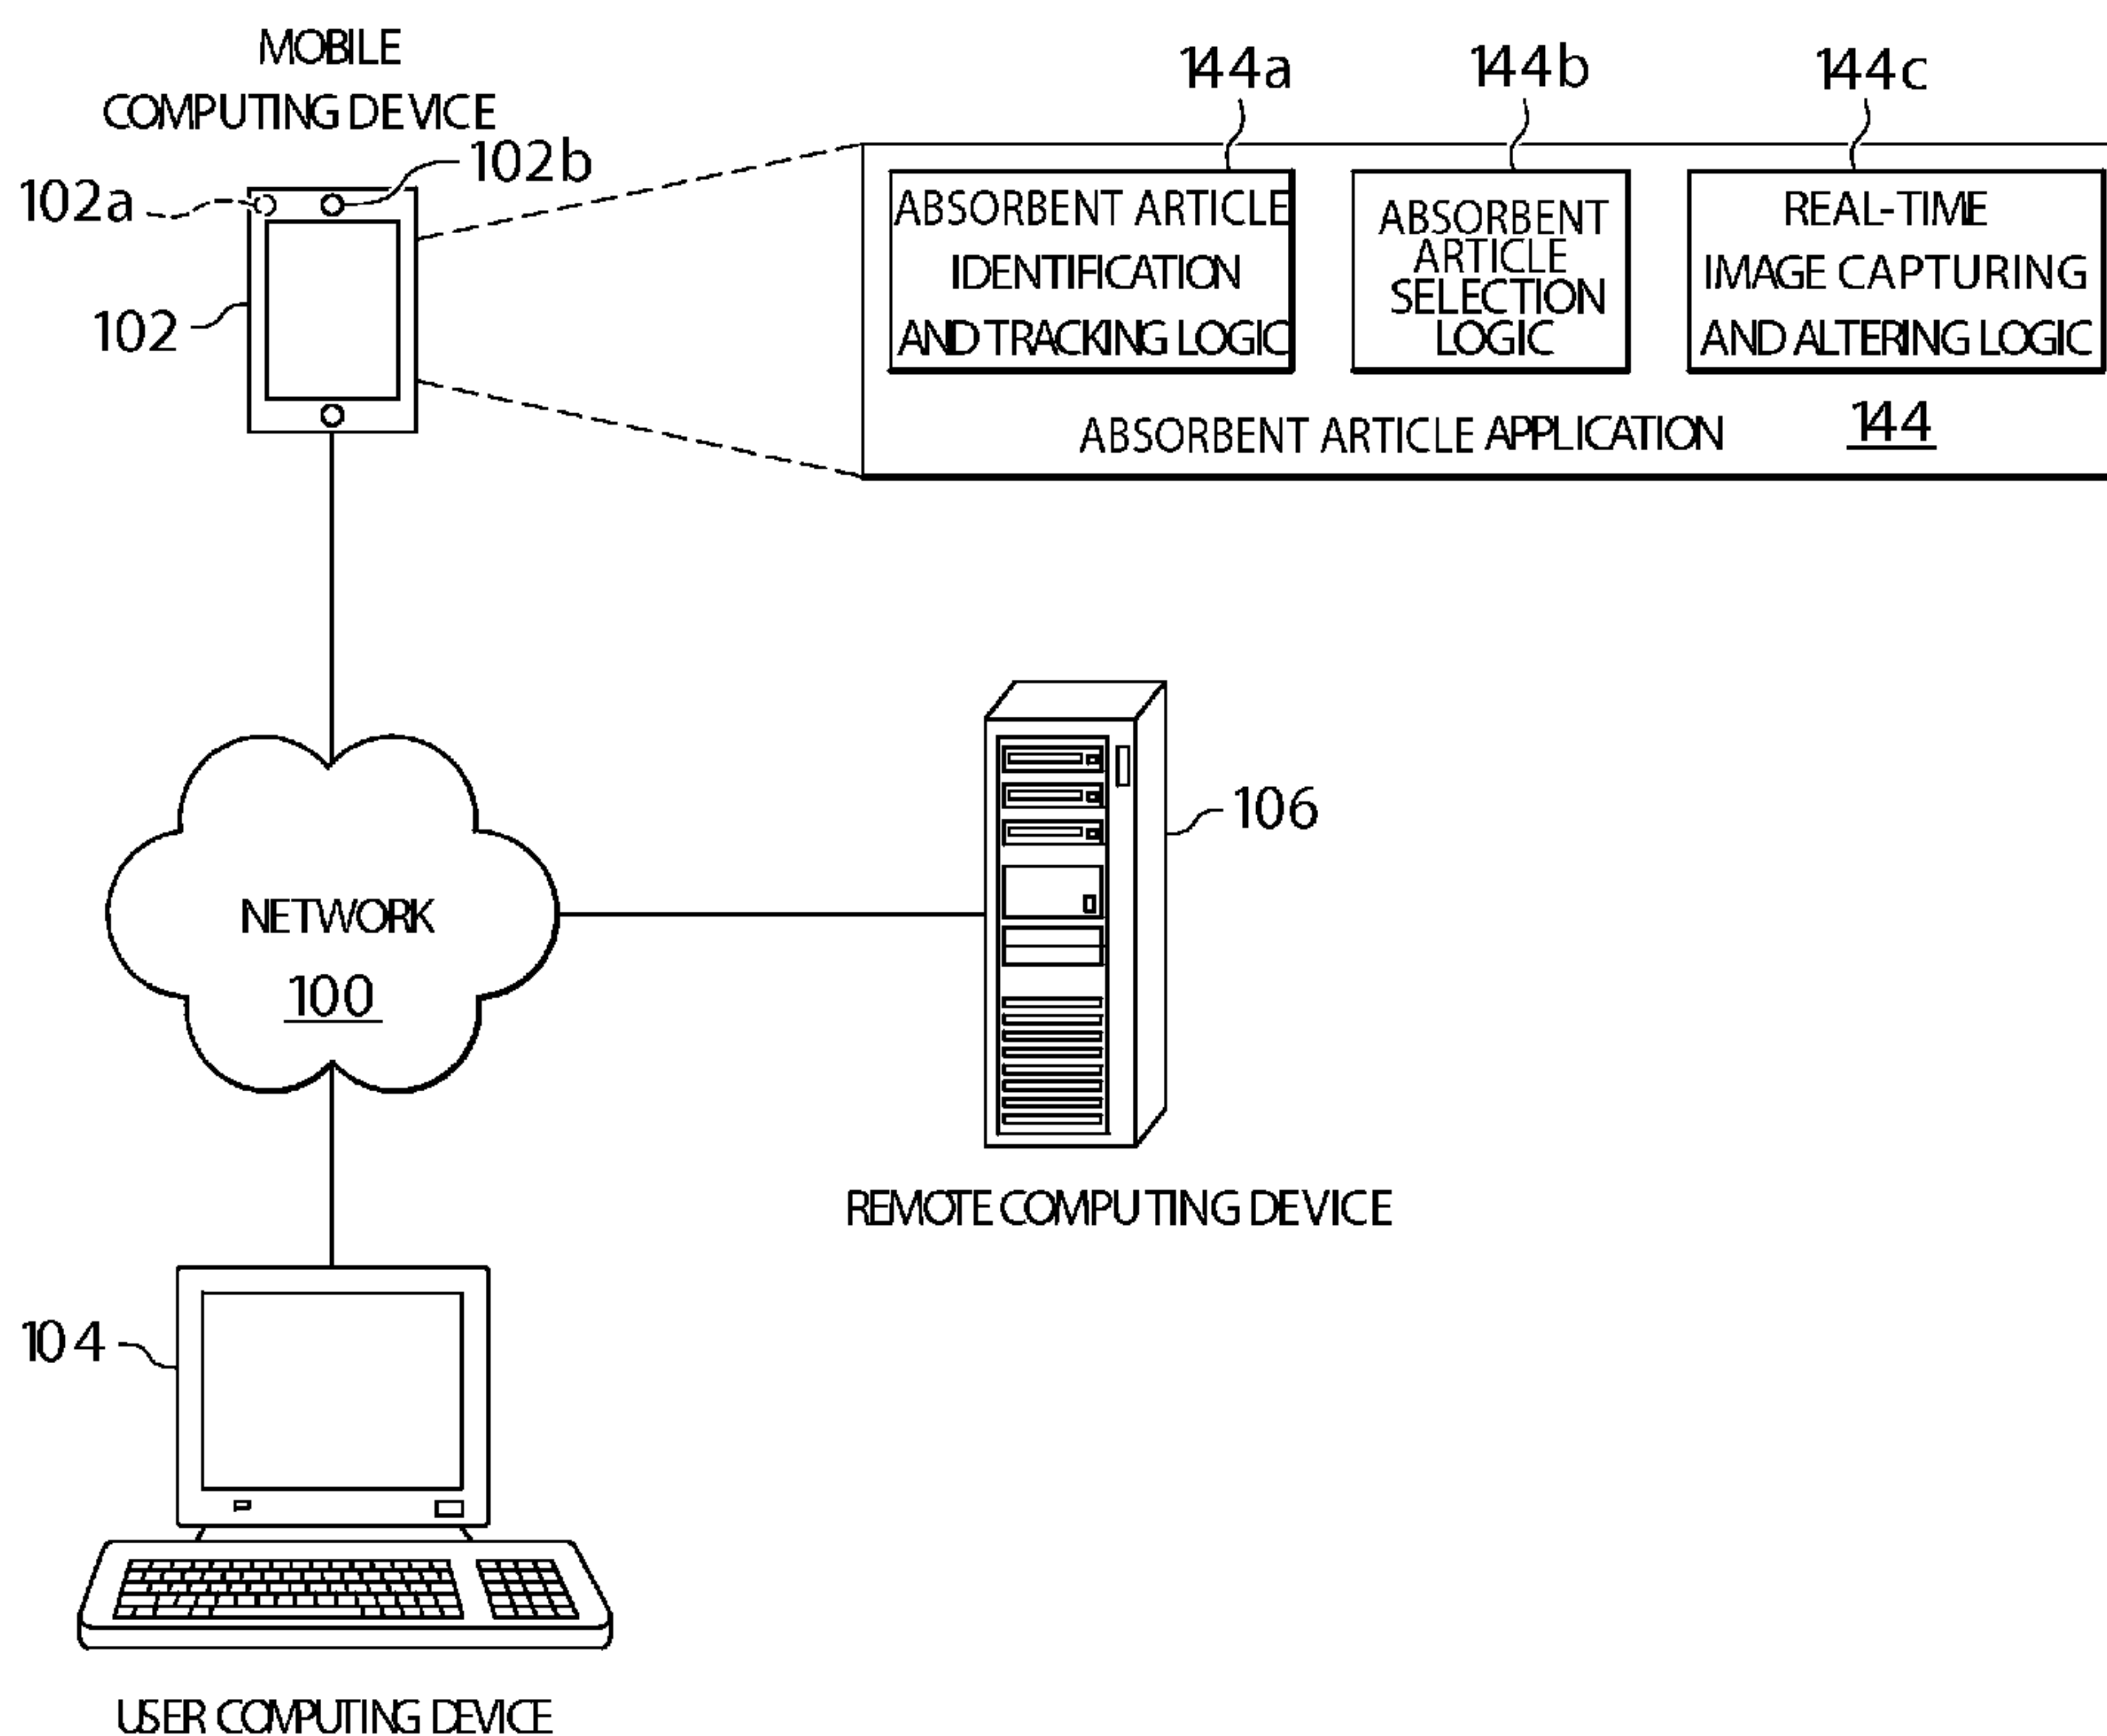 MOBILE
COMPUTING DEVICE
102a
102b
102
144a
144b
144c
ABSORBENT ARTICLE
IDENTIFICATION
AND TRACKING LOGIC
ABSORBENT
ARTICLE
SELECTION
LOGIC
REAL-TIME
IMAGE CAPTURING
AND ALTERING LOGIC
ABSORBENT ARTICLE APPLICATION 144
NETWORK
100
106
REMOTE COMPUTING DEVICE
104
USER COMPUTING DEVICE